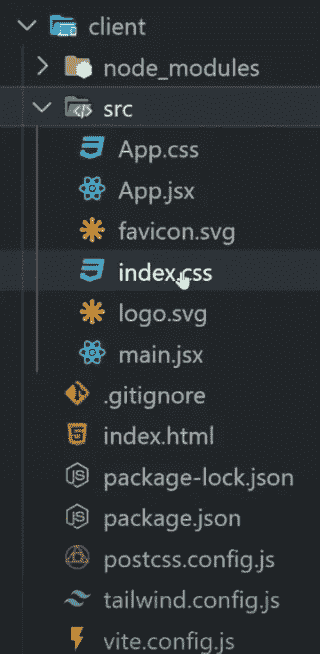 client
node_modules
src
App.css
App.jsx
favicon.svg
index.css
logo.svg
main.jsx
.gitignore
index.html
package-lock.json
package.json
postcss.config.js
tailwind.config.js
vite.config.js